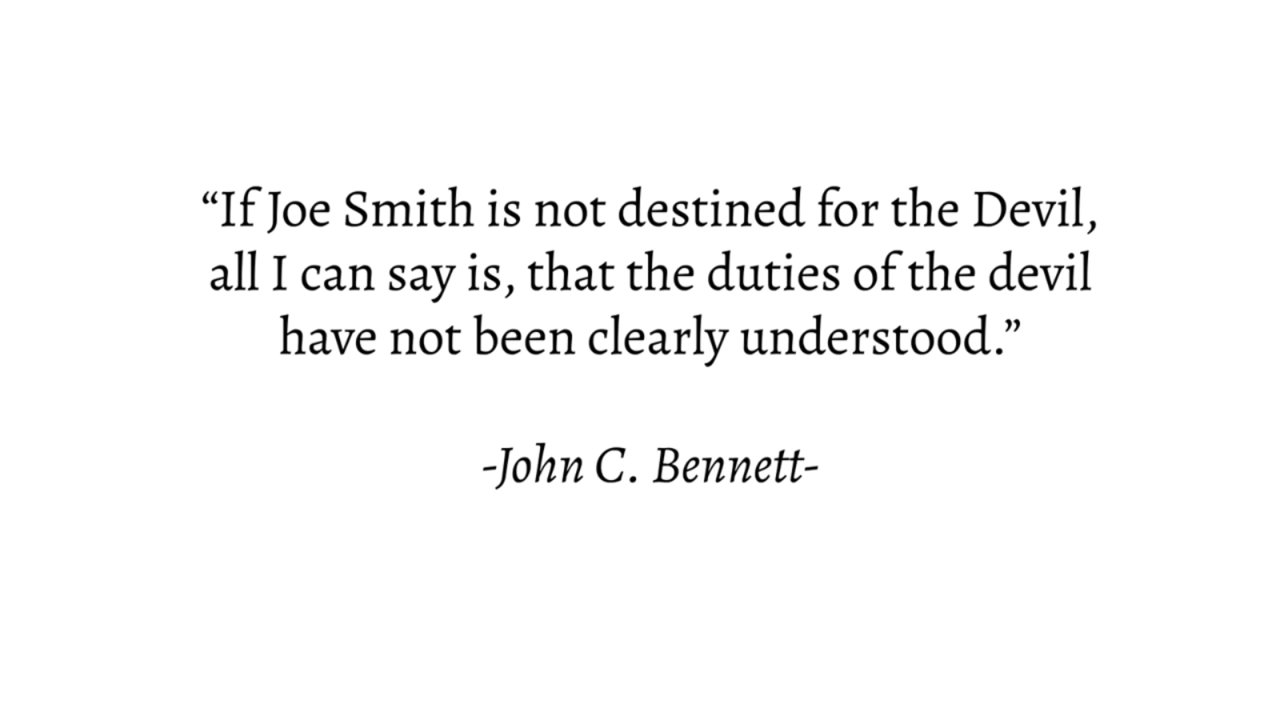 “If Joe Smith is not destined for the Devil,
all I can say is, that the duties of the devil
have not been clearly understood.”
-John C. Bennett-